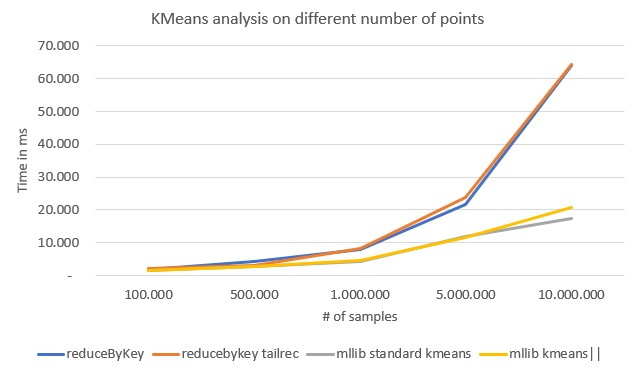 KMeans analysis on different number of points
70.000
60.000
50.000
40.000
30.000
20.000
10.000
-
Time in ms
100.000 500.000 1.0000.000 5.0000.000 10.000.000
# of samples
reduceByKey reducebykey tailrec mllib standard kmeans mllib kmeans||